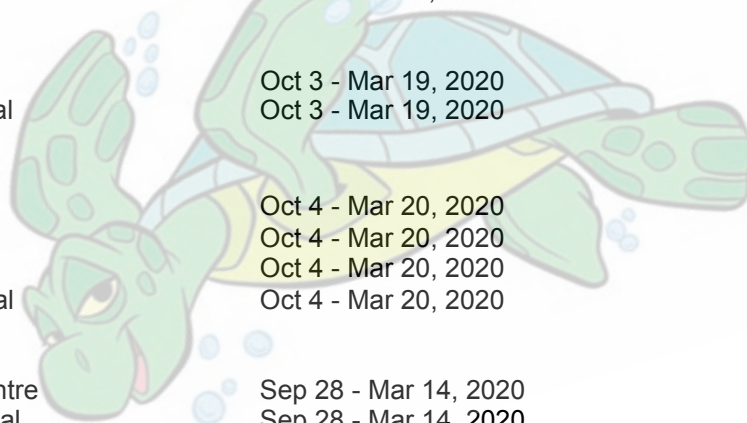 Oct 3 - Mar 19, 2020
al Oct 3 - Mar 19, 2020
Oct 4 - Mar 20, 2020
Oct 4 - Mar 20, 2020
Oct 4 - Mar 20, 2020
al Oct 4 - Mar 20, 2020
ntre Sep 28 - Mar 14, 2020
al Sep 28 - Mar 14, 2020